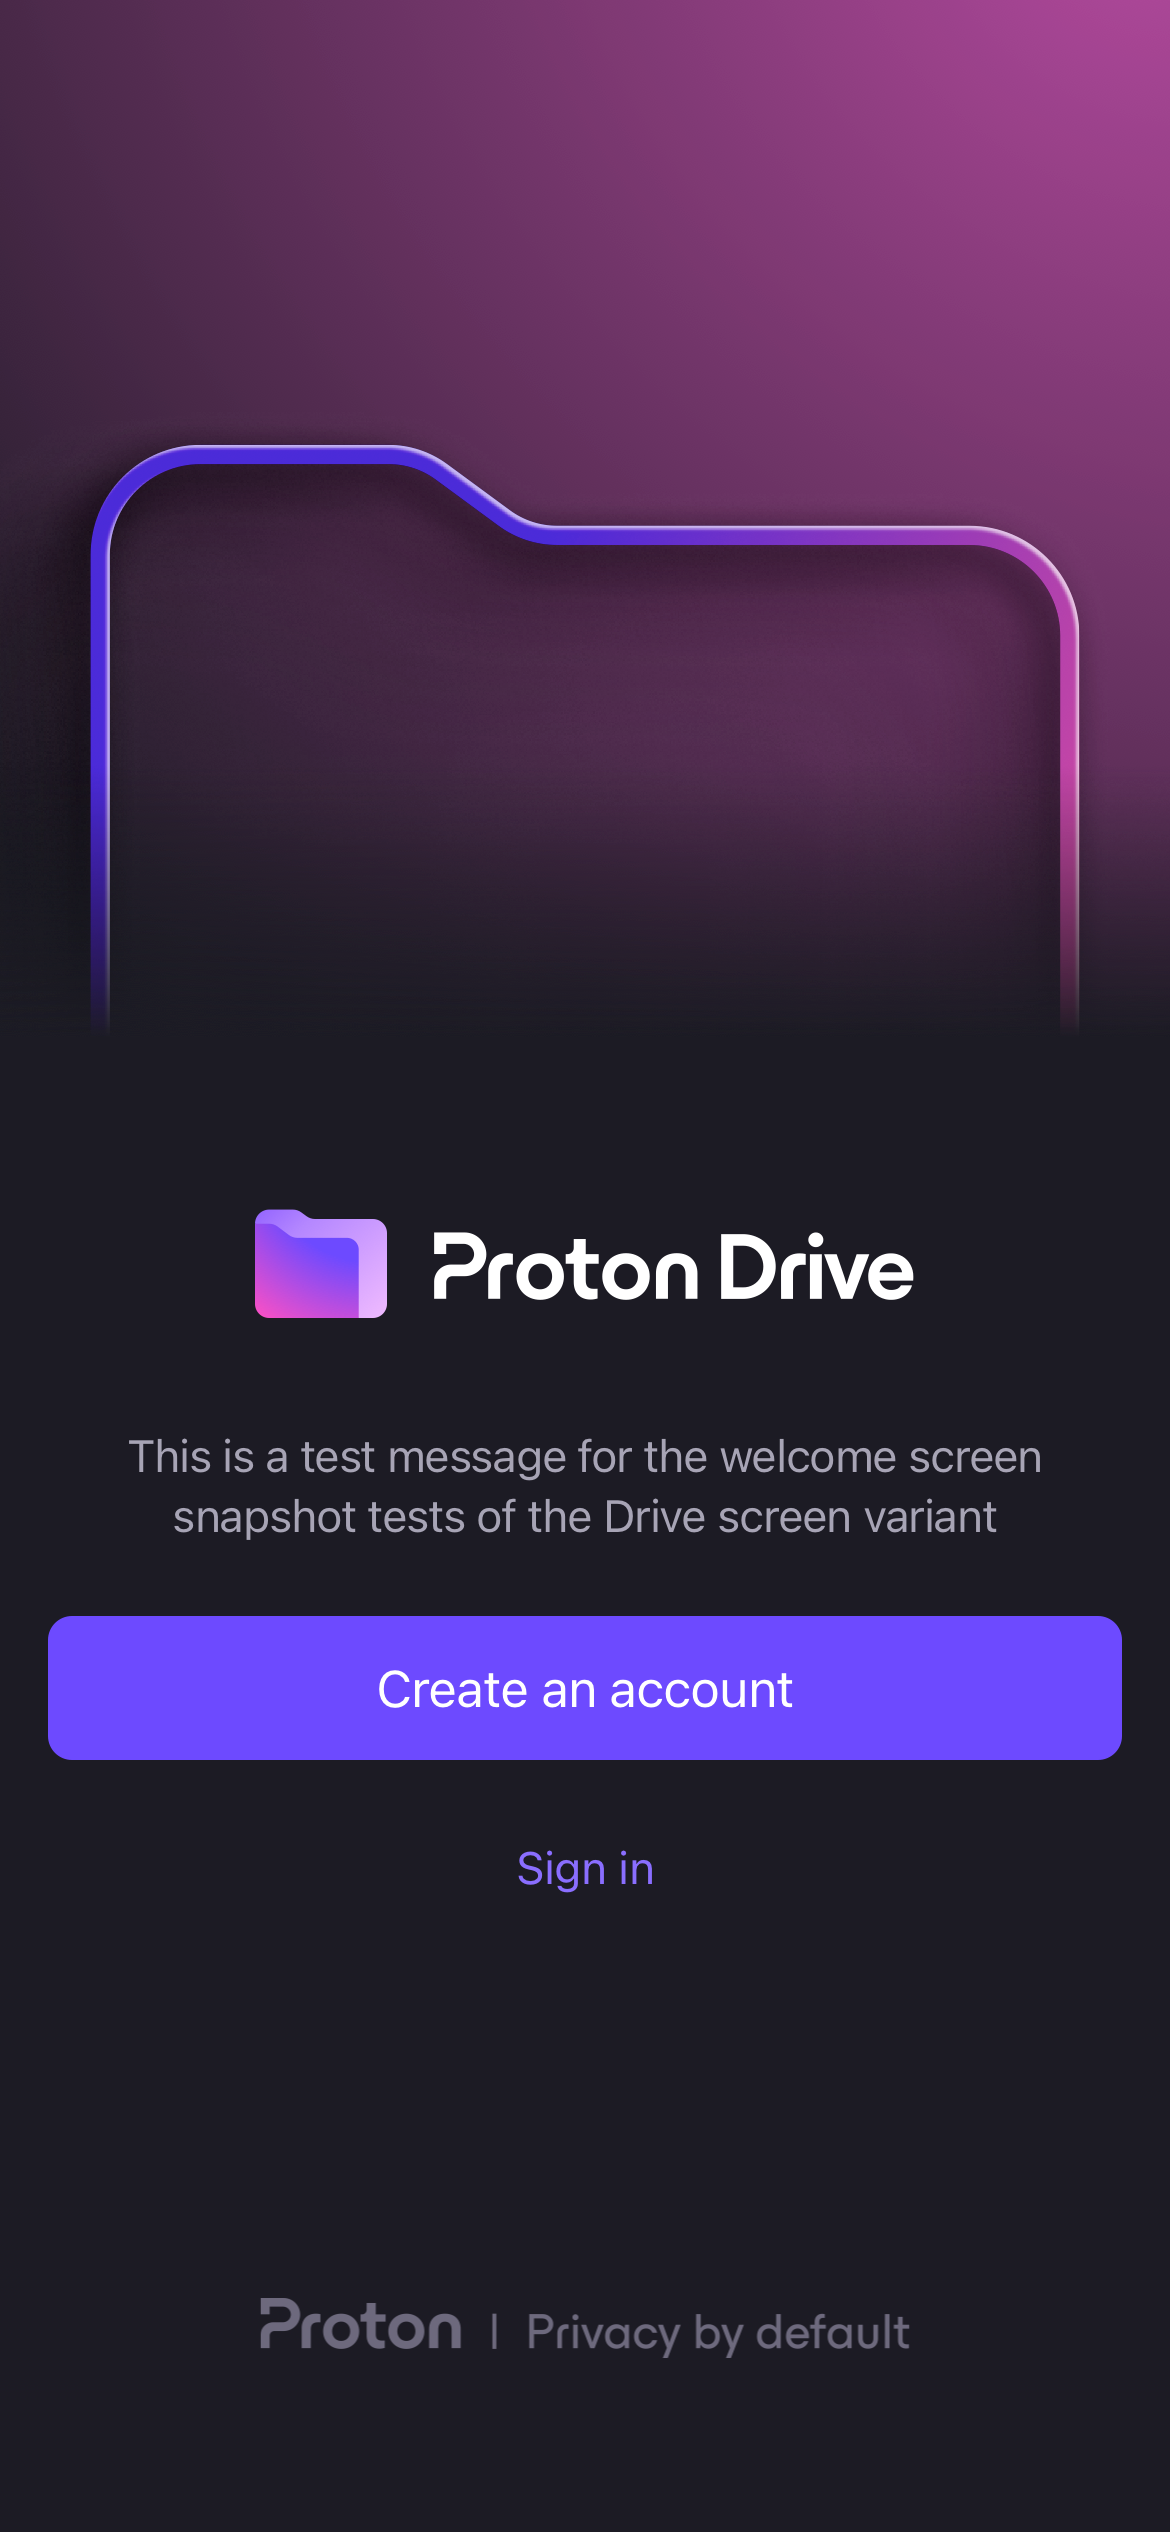 Proton Drive
This is a test message for the welcome screen
snapshot tests of the Drive screen variant
Create an account
Sign in
Proton | Privacy by default